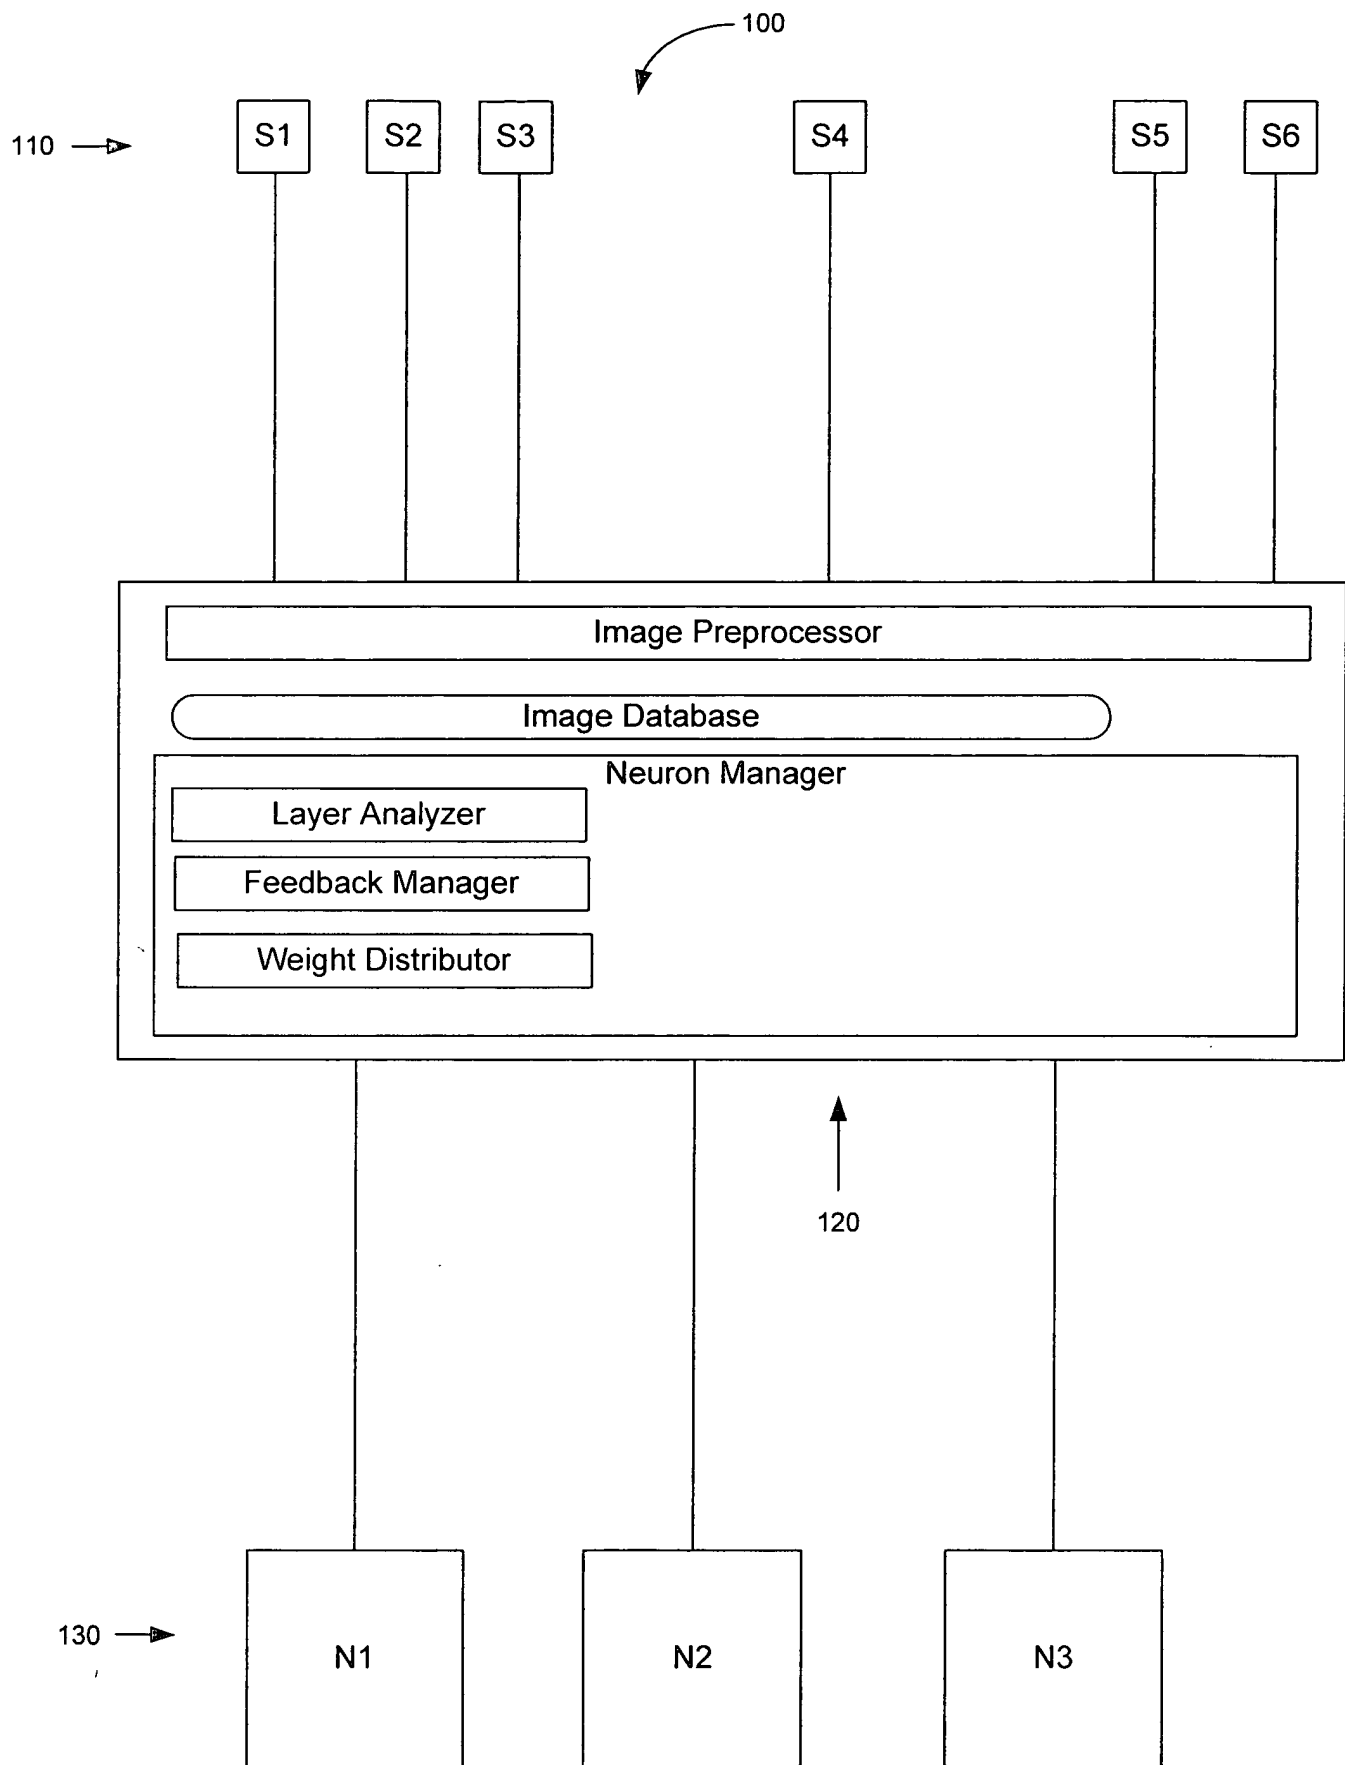 100
110
S1 S2 S3 S4 S5 S6
Image Preprocessor
Image Database
Neuron Manager
Layer Analyzer
Feedback Manager
Weight Distributor
120
130
N1 N2 N3